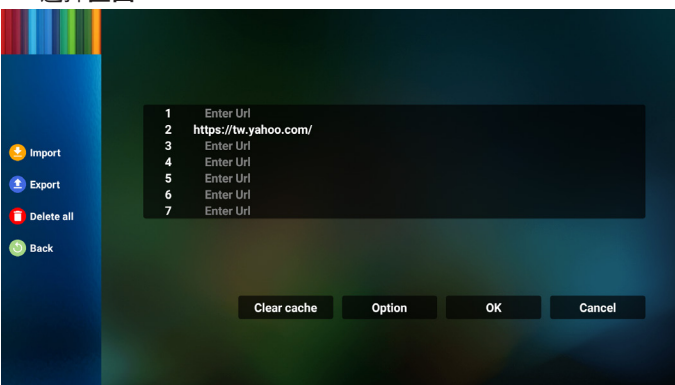 Import
Export
Delete all
Back
1 Enter Url
2 https://tw.yahoo.com/
3 Enter Url
4 Enter Url
5 Enter Url
6 Enter Url
7 Enter Url
Clear cache Option OK Cancel